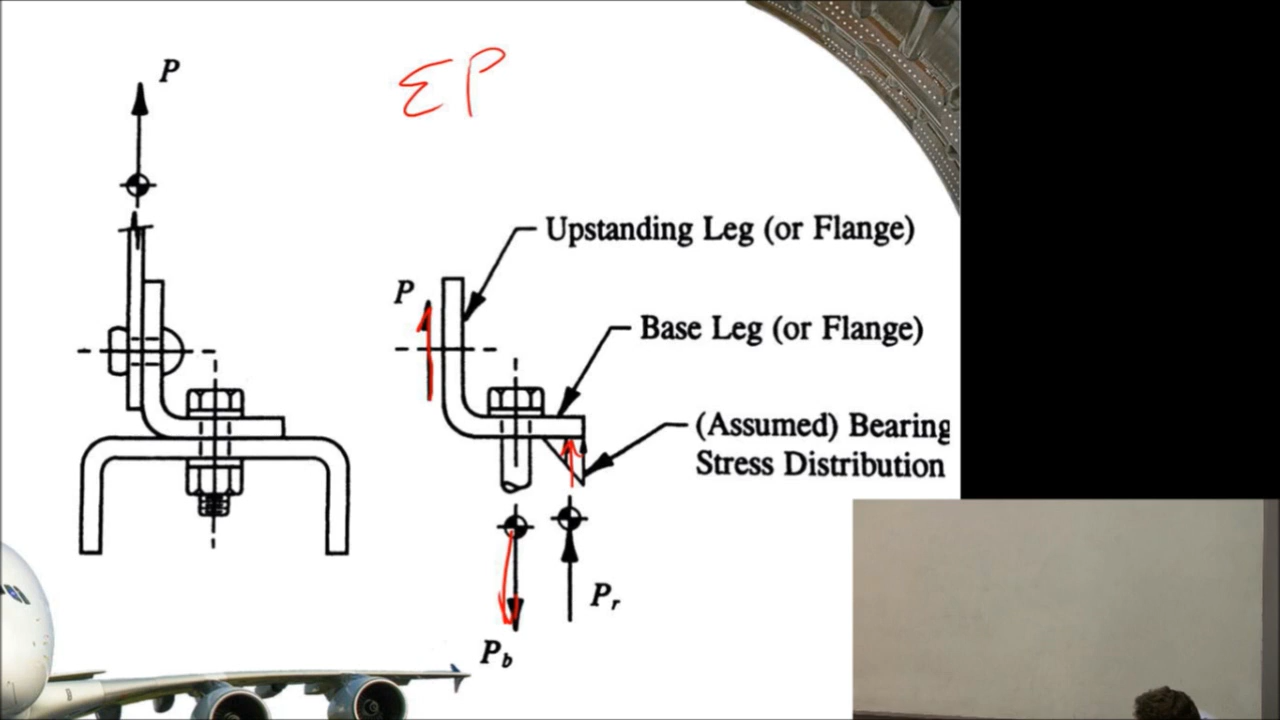 P
ΣP
Upstanding Leg (or Flange)
P
Base Leg (or Flange)
(Assumed) Bearing
Stress Distribution
Pr
Pb